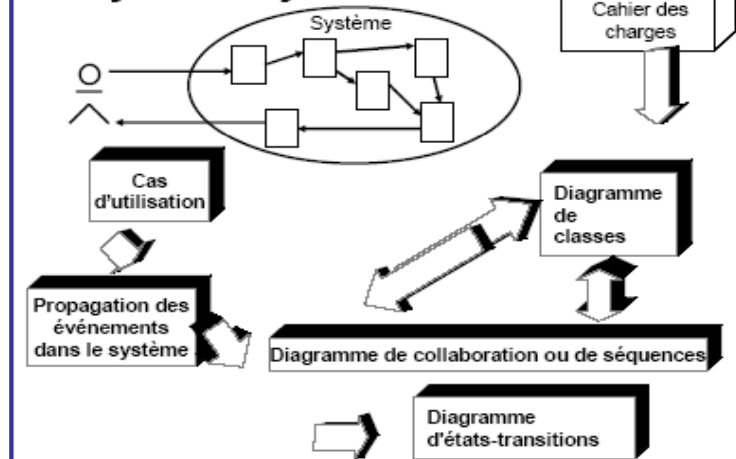 Système
Cahier des
charges
Cas
d'utilisation
Diagramme
de
classes
Propagation des
événements
dans le système
Diagramme de collaboration ou de séquences
Diagramme
d'états-transitions